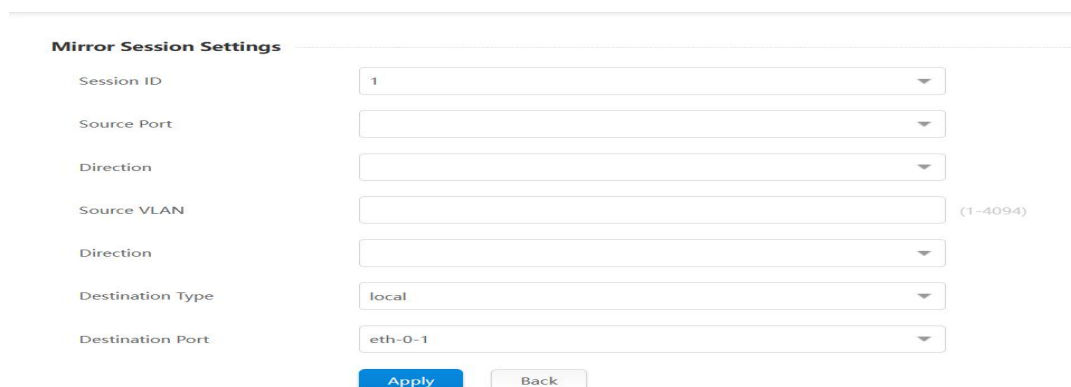 Mirror Session Settings
Session ID 1
Source Port
Direction
Source VLAN (1-4094)
Direction
Destination Type local
Destination Port eth-0-1
Apply Back